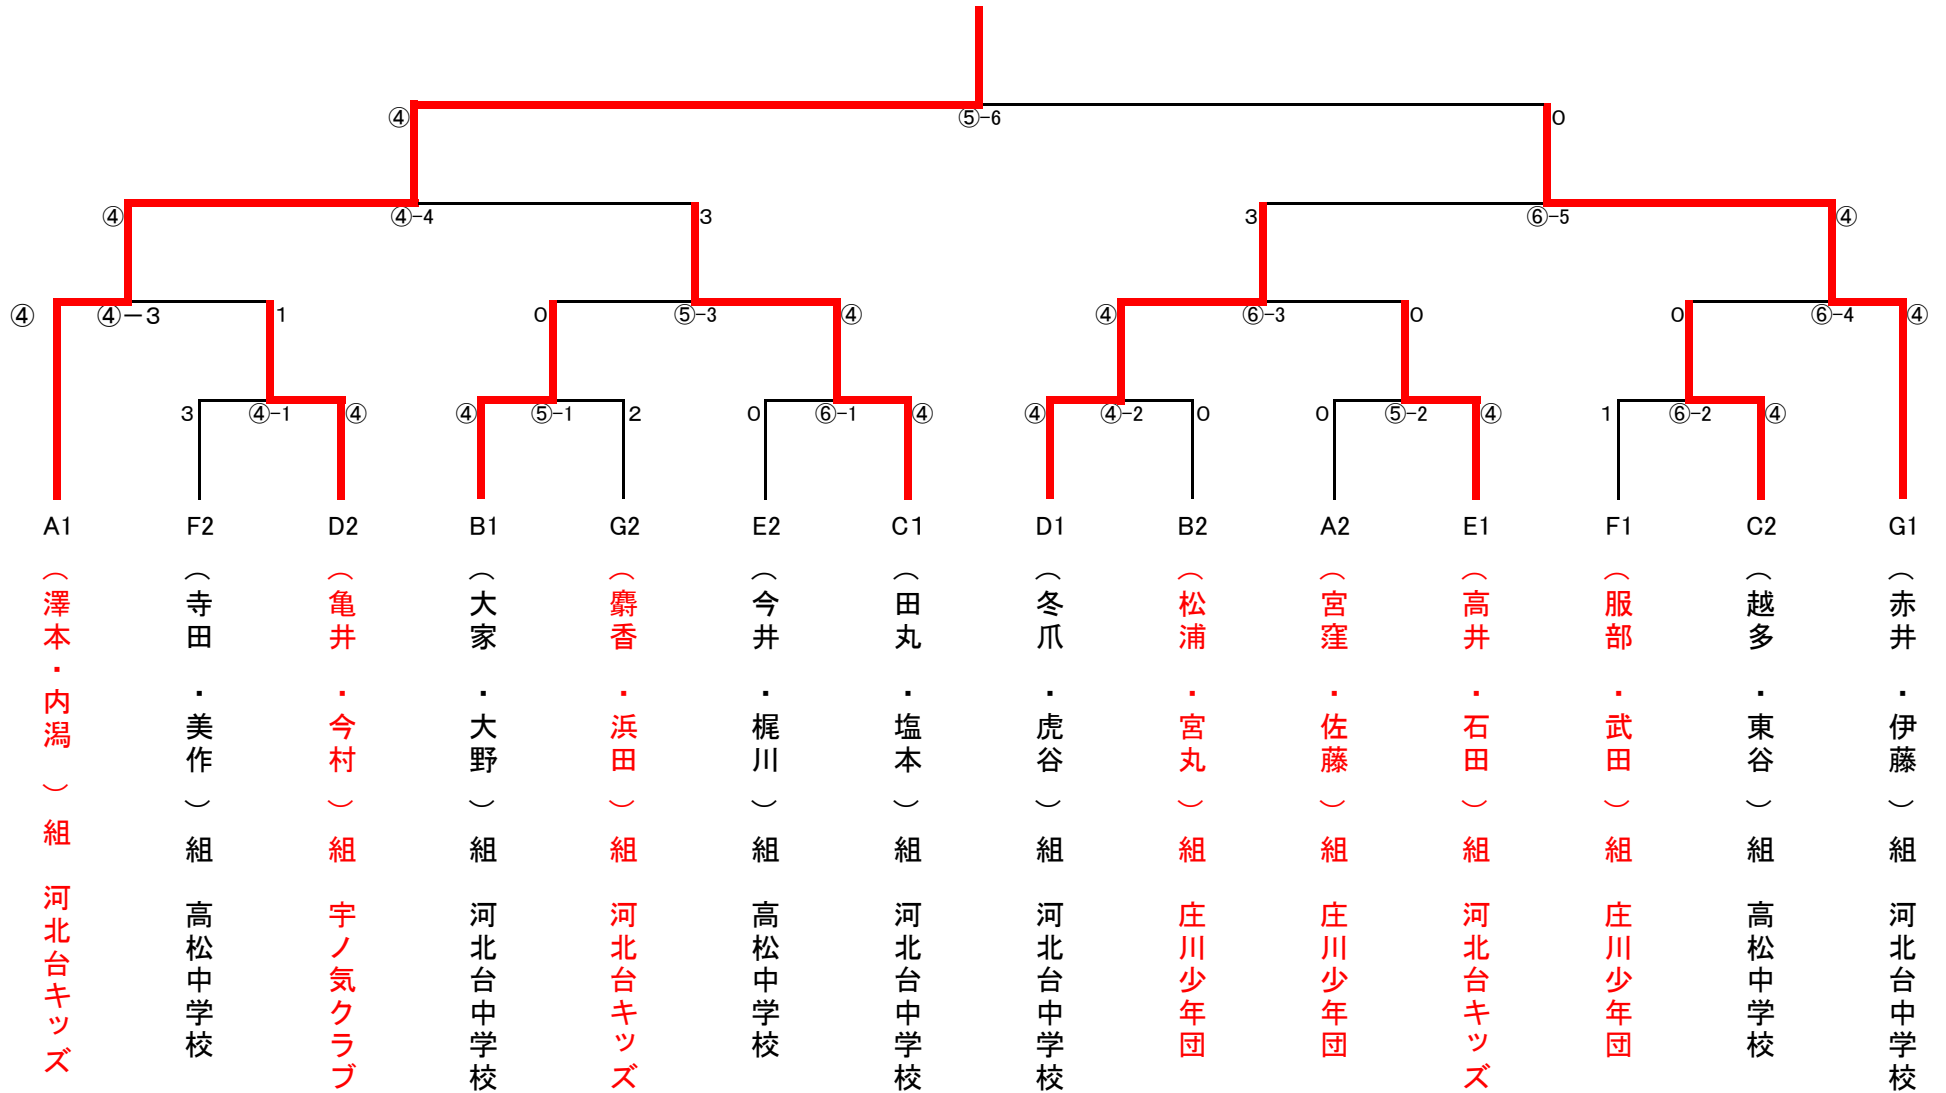 ④ ⑤-6 0
④ ④-4 3 3 ⑥-5 ④
④ ④－3 1 0 ⑤-3 ④ ④ ⑥-3 0 0 ⑥-4 ④
3 ④-1 ④ ④ ⑤-1 2 0 ⑥-1 ④ ④ ④-2 0 0 ⑤-2 ④ 1 ⑥-2 ④
A1 F2 D2 B1 G2 E2 C1 D1 B2 A2 E1 F1 C2 G1
（澤本・内潟）組 河北台キッズ
（寺田・美作）組 高松中学校
（亀井・今村）組 宇ノ気クラブ
（大家・大野）組 河北台中学校
（麝香・浜田）組 河北台キッズ
（今井・梶川）組 高松中学校
（田丸・塩本）組 河北台中学校
（冬爪・虎谷）組 河北台中学校
（松浦・宮丸）組 庄川少年団
（宮窪・佐藤）組 庄川少年団
（高井・石田）組 河北台キッズ
（服部・武田）組 庄川少年団
（越多・東谷）組 高松中学校
（赤井・伊藤）組 河北台中学校